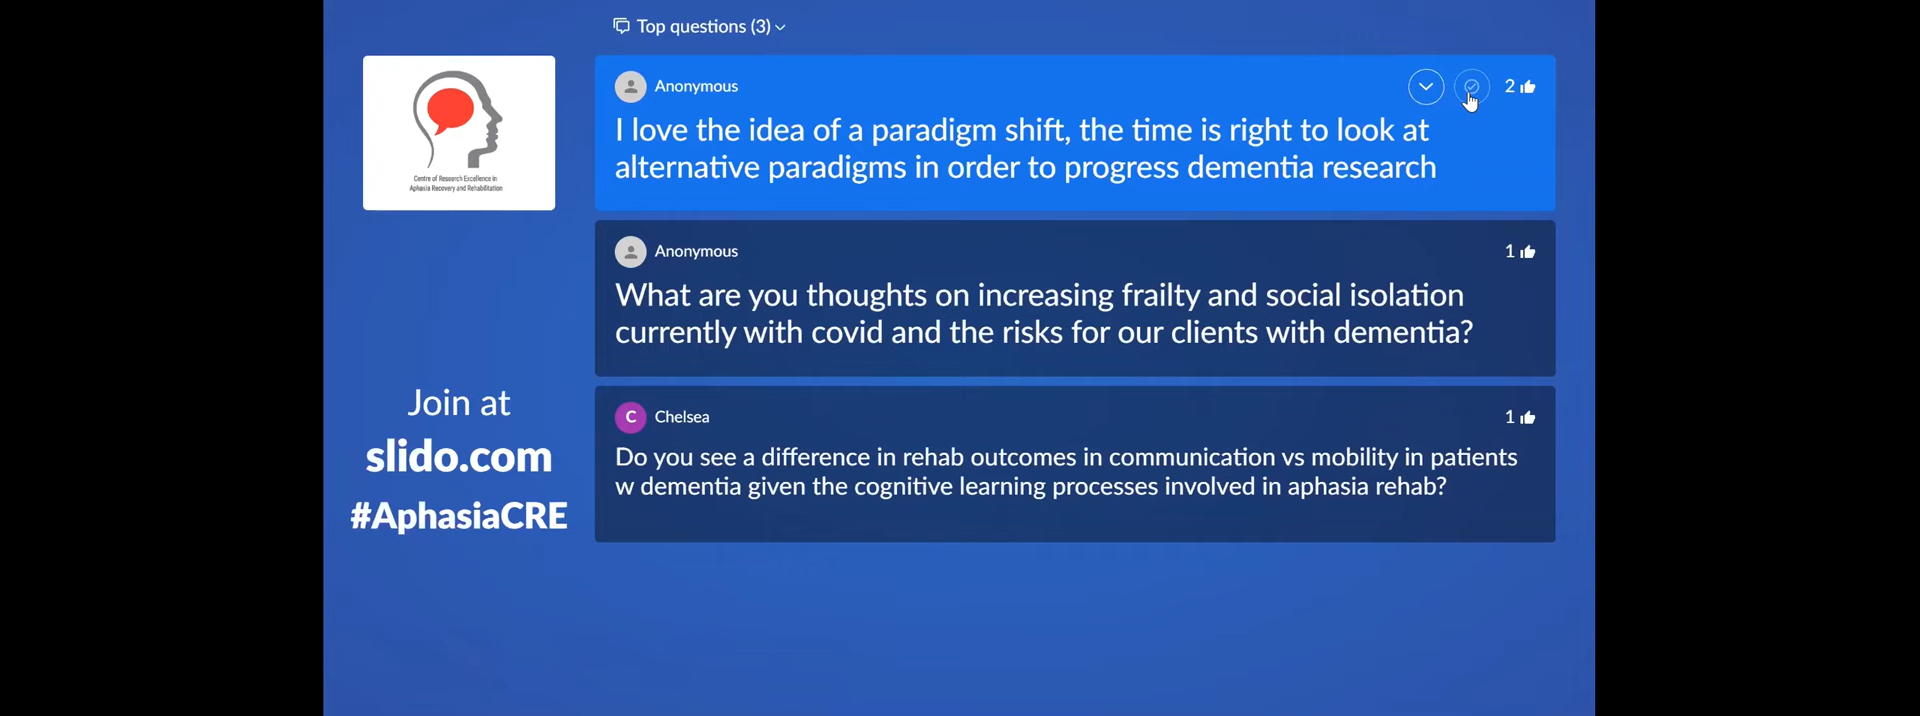 Top questions (3)
Centre of Research Excellence in
Aphasia Recovery and Rehabilitation
Anonymous
2
I love the idea of a paradigm shift, the time is right to look at
alternative paradigms in order to progress dementia research
Anonymous
1
What are you thoughts on increasing frailty and social isolation
currently with covid and the risks for our clients with dementia?
C Chelsea
1
Do you see a difference in rehab outcomes in communication vs mobility in patients
w dementia given the cognitive learning processes involved in aphasia rehab?
Join at
slido.com
#AphasiaCRE